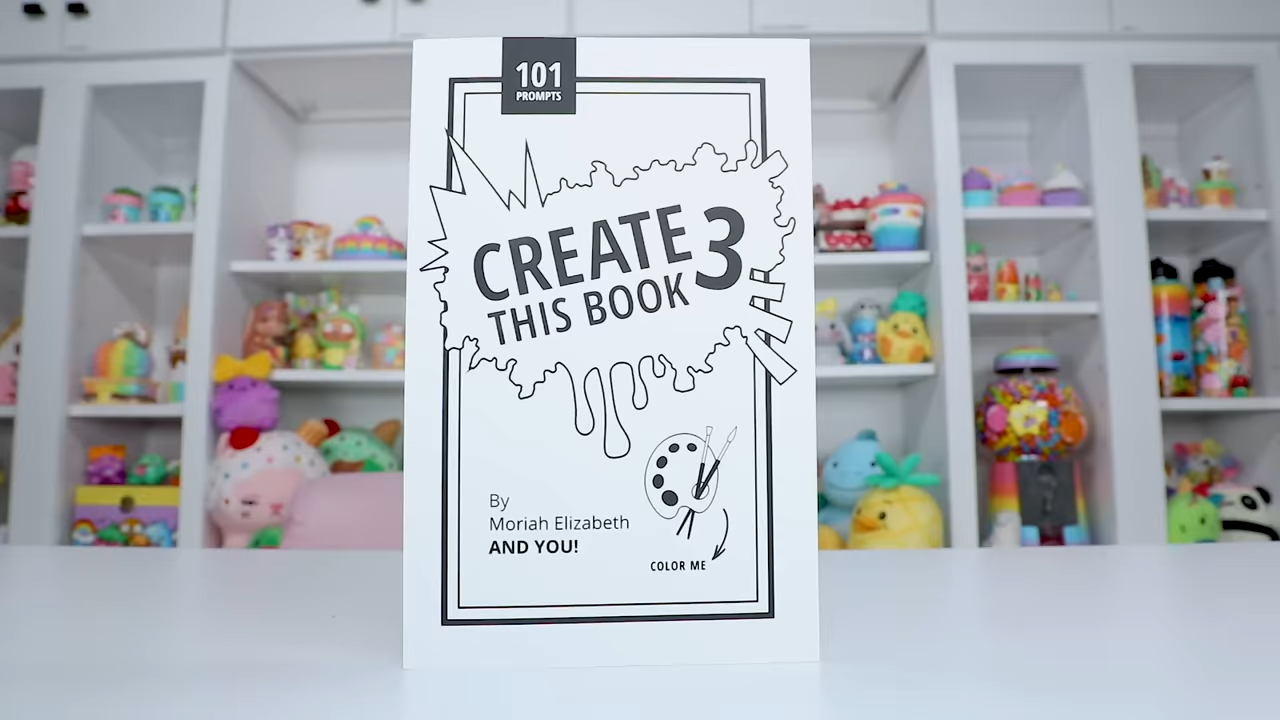 101
PROMPTS
CREATE 3
THIS BOOK
By
Moriah Elizabeth
AND YOU!
COLOR ME